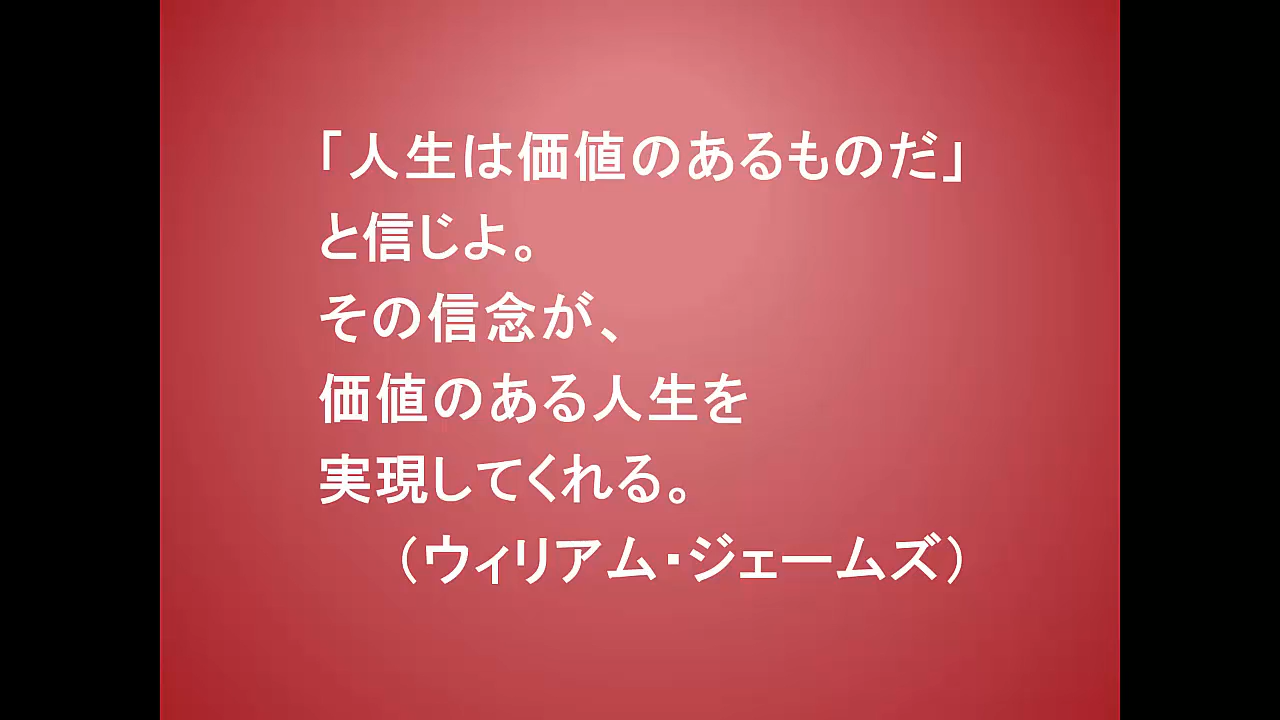 「人生は価値のあるものだ」
と信じよ。
その信念が、
価値のある人生を
実現してくれる。
（ウィリアム・ジェームズ）